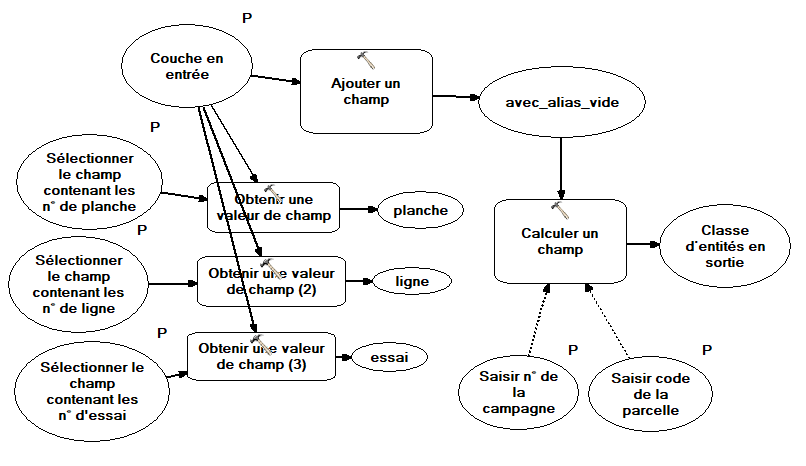 P
Couche en
entrée
Ajouter un
champ
avec_alias_vide
P
Sélectionner
le champ
contenant les
n° de planche
Obtenir une
valeur de champ
planche
Calculer un
champ
Classe
d'entités en
sortie
P
Sélectionner
le champ
contenant les
n° de ligne
Obtenir une valeur
de champ (2)
ligne
P
Sélectionner le
champ
contenant les
n° d'essai
Obtenir une valeur
de champ (3)
essai
P
Saisir n° de
la
campagne
P
Saisir code
de la
parcelle